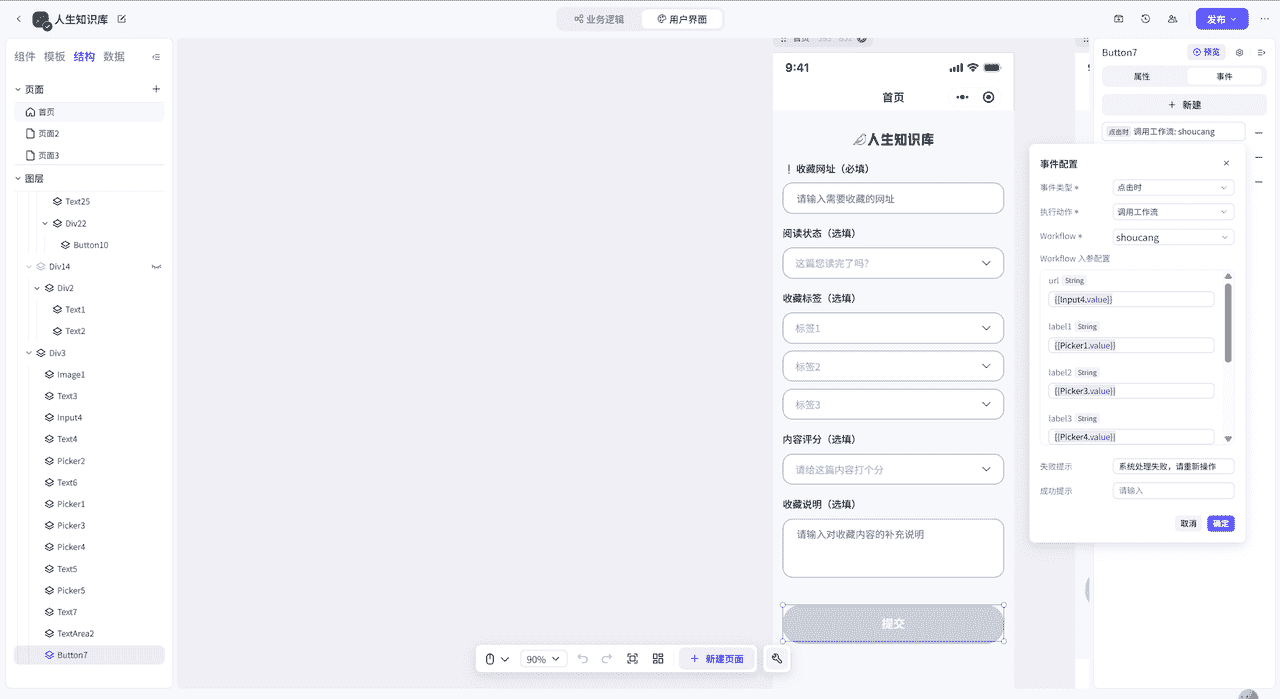 人生知识库
业务逻辑
用户界面
发布
组件 模板 结构 数据
页面
首页
页面2
页面3
图层
Text25
Div22
Button10
Div14
Div2
Text1
Text2
Div3
Image1
Text3
Input4
Text4
Picker2
Text6
Picker1
Picker3
Picker4
Text5
Picker5
Text7
TextArea2
Button7
9:41
首页
人生知识库
❗收藏网址（必填）
请输入需要收藏的网址
阅读状态（选填）
这篇您读完了吗?
收藏标签（选填）
标签1
标签2
标签3
内容评分（选填）
请给这篇内容打个分
收藏说明（选填）
请输入对收藏内容的补充说明
提交
90%
新建页面
Button7
预览
属性
事件
新建
点击时 调用工作流: shoucang
事件配置
事件类型* 点击时
执行动作* 调用工作流
Workflow* shoucang
Workflow 入参配置
url String
{{Input4.value}}
label1 String
{{Picker1.value}}
label2 String
{{Picker3.value}}
label3 String
{{Picker4.value}}
失败提示 系统处理失败，请重新操作
成功提示 请输入
取消 确定